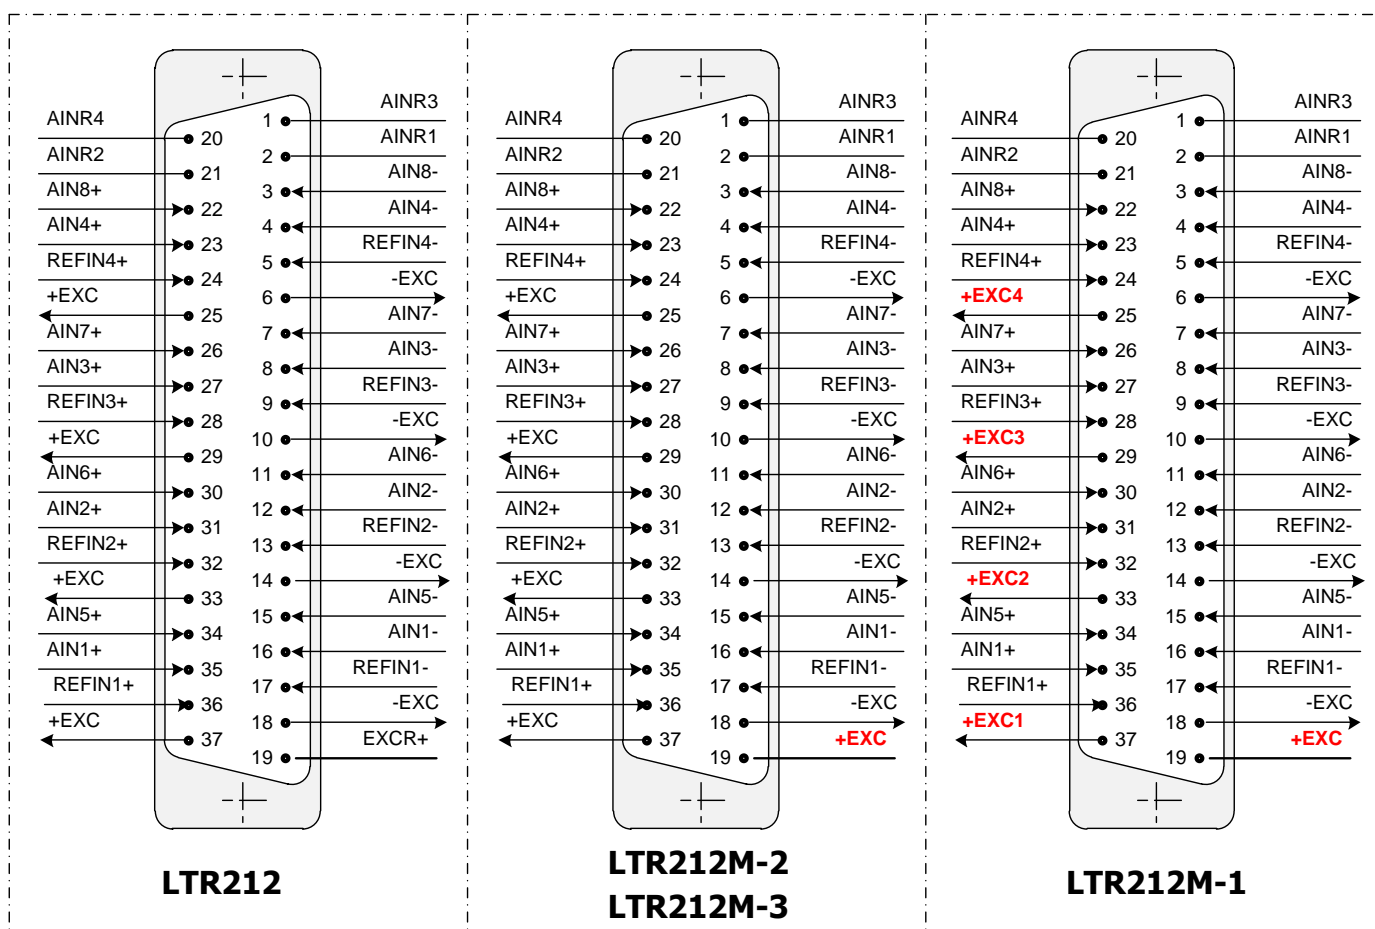 AINR4
AINR2
AIN8+
AIN4+
REFIN4+
+EXC
AIN7+
AIN3+
REFIN3+
+EXC
AIN6+
AIN2+
REFIN2+
+EXC
AIN5+
AIN1+
REFIN1+
+EXC
20
21
22
23
24
25
26
27
28
29
30
31
32
33
34
35
36
37
1
2
3
4
5
6
7
8
9
10
11
12
13
14
15
16
17
18
19
AINR3
AINR1
AIN8-
AIN4-
REFIN4-
-EXC
AIN7-
AIN3-
REFIN3-
-EXC
AIN6-
AIN2-
REFIN2-
-EXC
AIN5-
AIN1-
REFIN1-
-EXC
EXCR+
LTR212
AINR4
AINR2
AIN8+
AIN4+
REFIN4+
+EXC
AIN7+
AIN3+
REFIN3+
+EXC
AIN6+
AIN2+
REFIN2+
+EXC
AIN5+
AIN1+
REFIN1+
+EXC
20
21
22
23
24
25
26
27
28
29
30
31
32
33
34
35
36
37
1
2
3
4
5
6
7
8
9
10
11
12
13
14
15
16
17
18
19
AINR3
AINR1
AIN8-
AIN4-
REFIN4-
-EXC
AIN7-
AIN3-
REFIN3-
-EXC
AIN6-
AIN2-
REFIN2-
-EXC
AIN5-
AIN1-
REFIN1-
-EXC
+EXC
LTR212M-2
LTR212M-3
AINR4
AINR2
AIN8+
AIN4+
REFIN4+
+EXC4
AIN7+
AIN3+
REFIN3+
+EXC3
AIN6+
AIN2+
REFIN2+
+EXC2
AIN5+
AIN1+
REFIN1+
+EXC1
20
21
22
23
24
25
26
27
28
29
30
31
32
33
34
35
36
37
1
2
3
4
5
6
7
8
9
10
11
12
13
14
15
16
17
18
19
AINR3
AINR1
AIN8-
AIN4-
REFIN4-
-EXC
AIN7-
AIN3-
REFIN3-
-EXC
AIN6-
AIN2-
REFIN2-
-EXC
AIN5-
AIN1-
REFIN1-
-EXC
+EXC
LTR212M-1